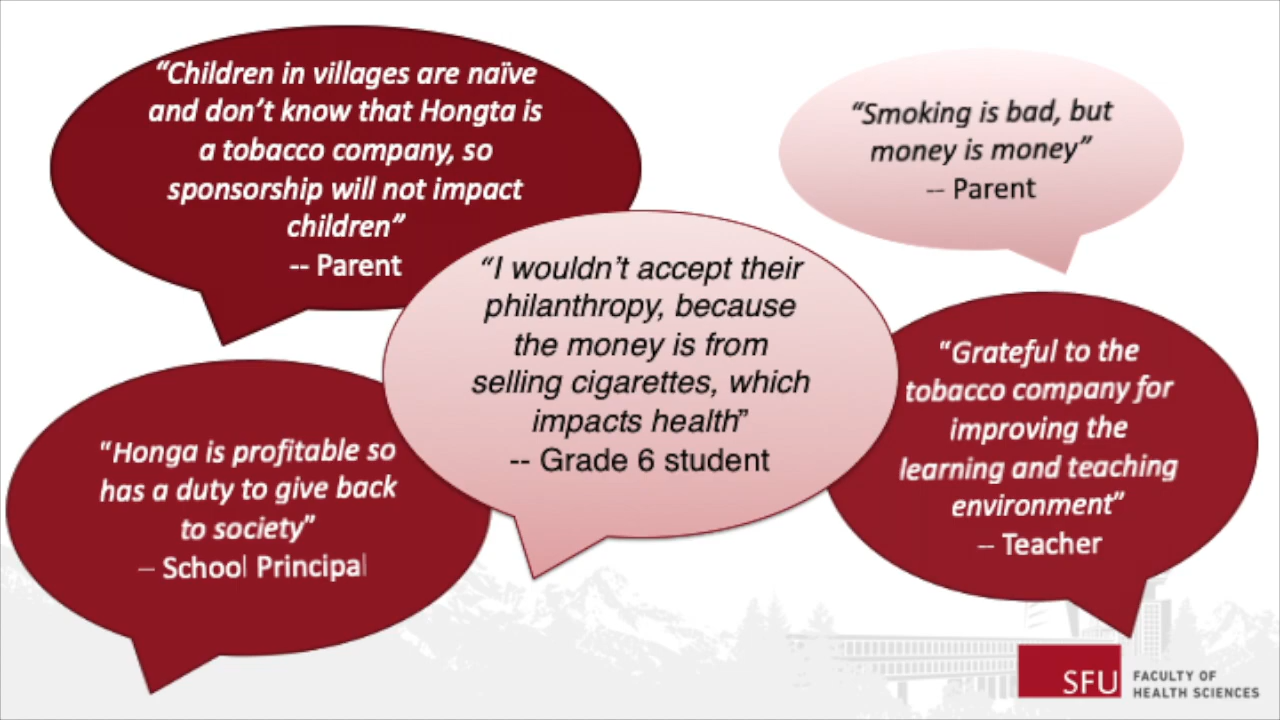 “Children in villages are naïve
and don’t know that Hongta is
a tobacco company, so
sponsorship will not impact
children”
-- Parent
“Smoking is bad, but
money is money”
-- Parent
“I wouldn’t accept their
philanthropy, because
the money is from
selling cigarettes, which
impacts health”
-- Grade 6 student
“Honga is profitable so
has a duty to give back
to society”
-- School Principal
“Grateful to the
tobacco company for
improving the
learning and teaching
environment”
-- Teacher
SFU
FACULTY OF
HEALTH SCIENCES